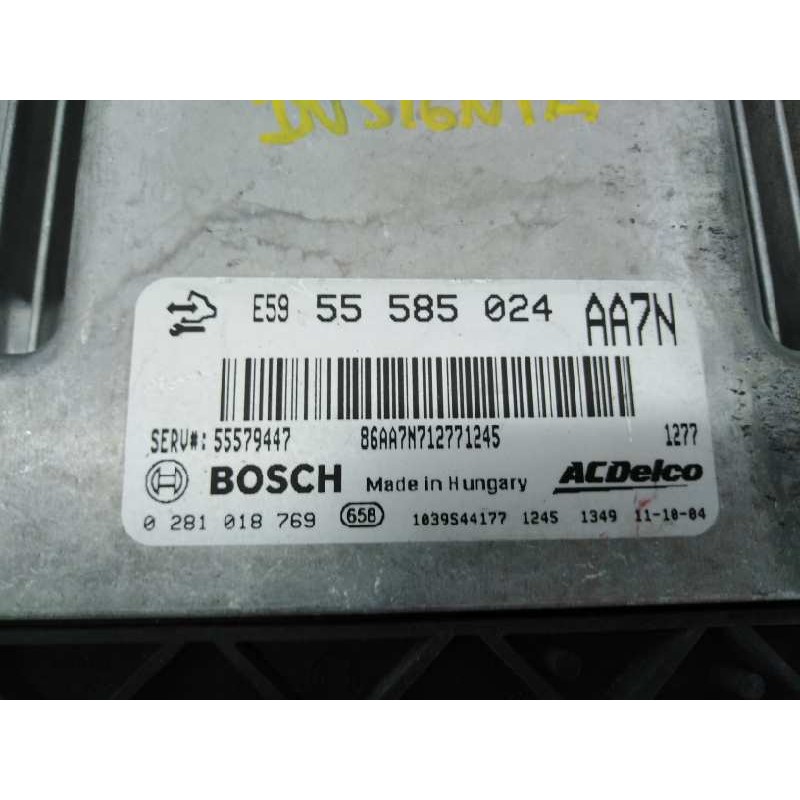 INSIGNIA
E59 55 585 024 AA7N
SERV#: 55579447 86AA7N712771245 1277
BOSCH Made in Hungary ACDelco
0 281 018 769 658 1039S44177 1245 1349 11-10-04